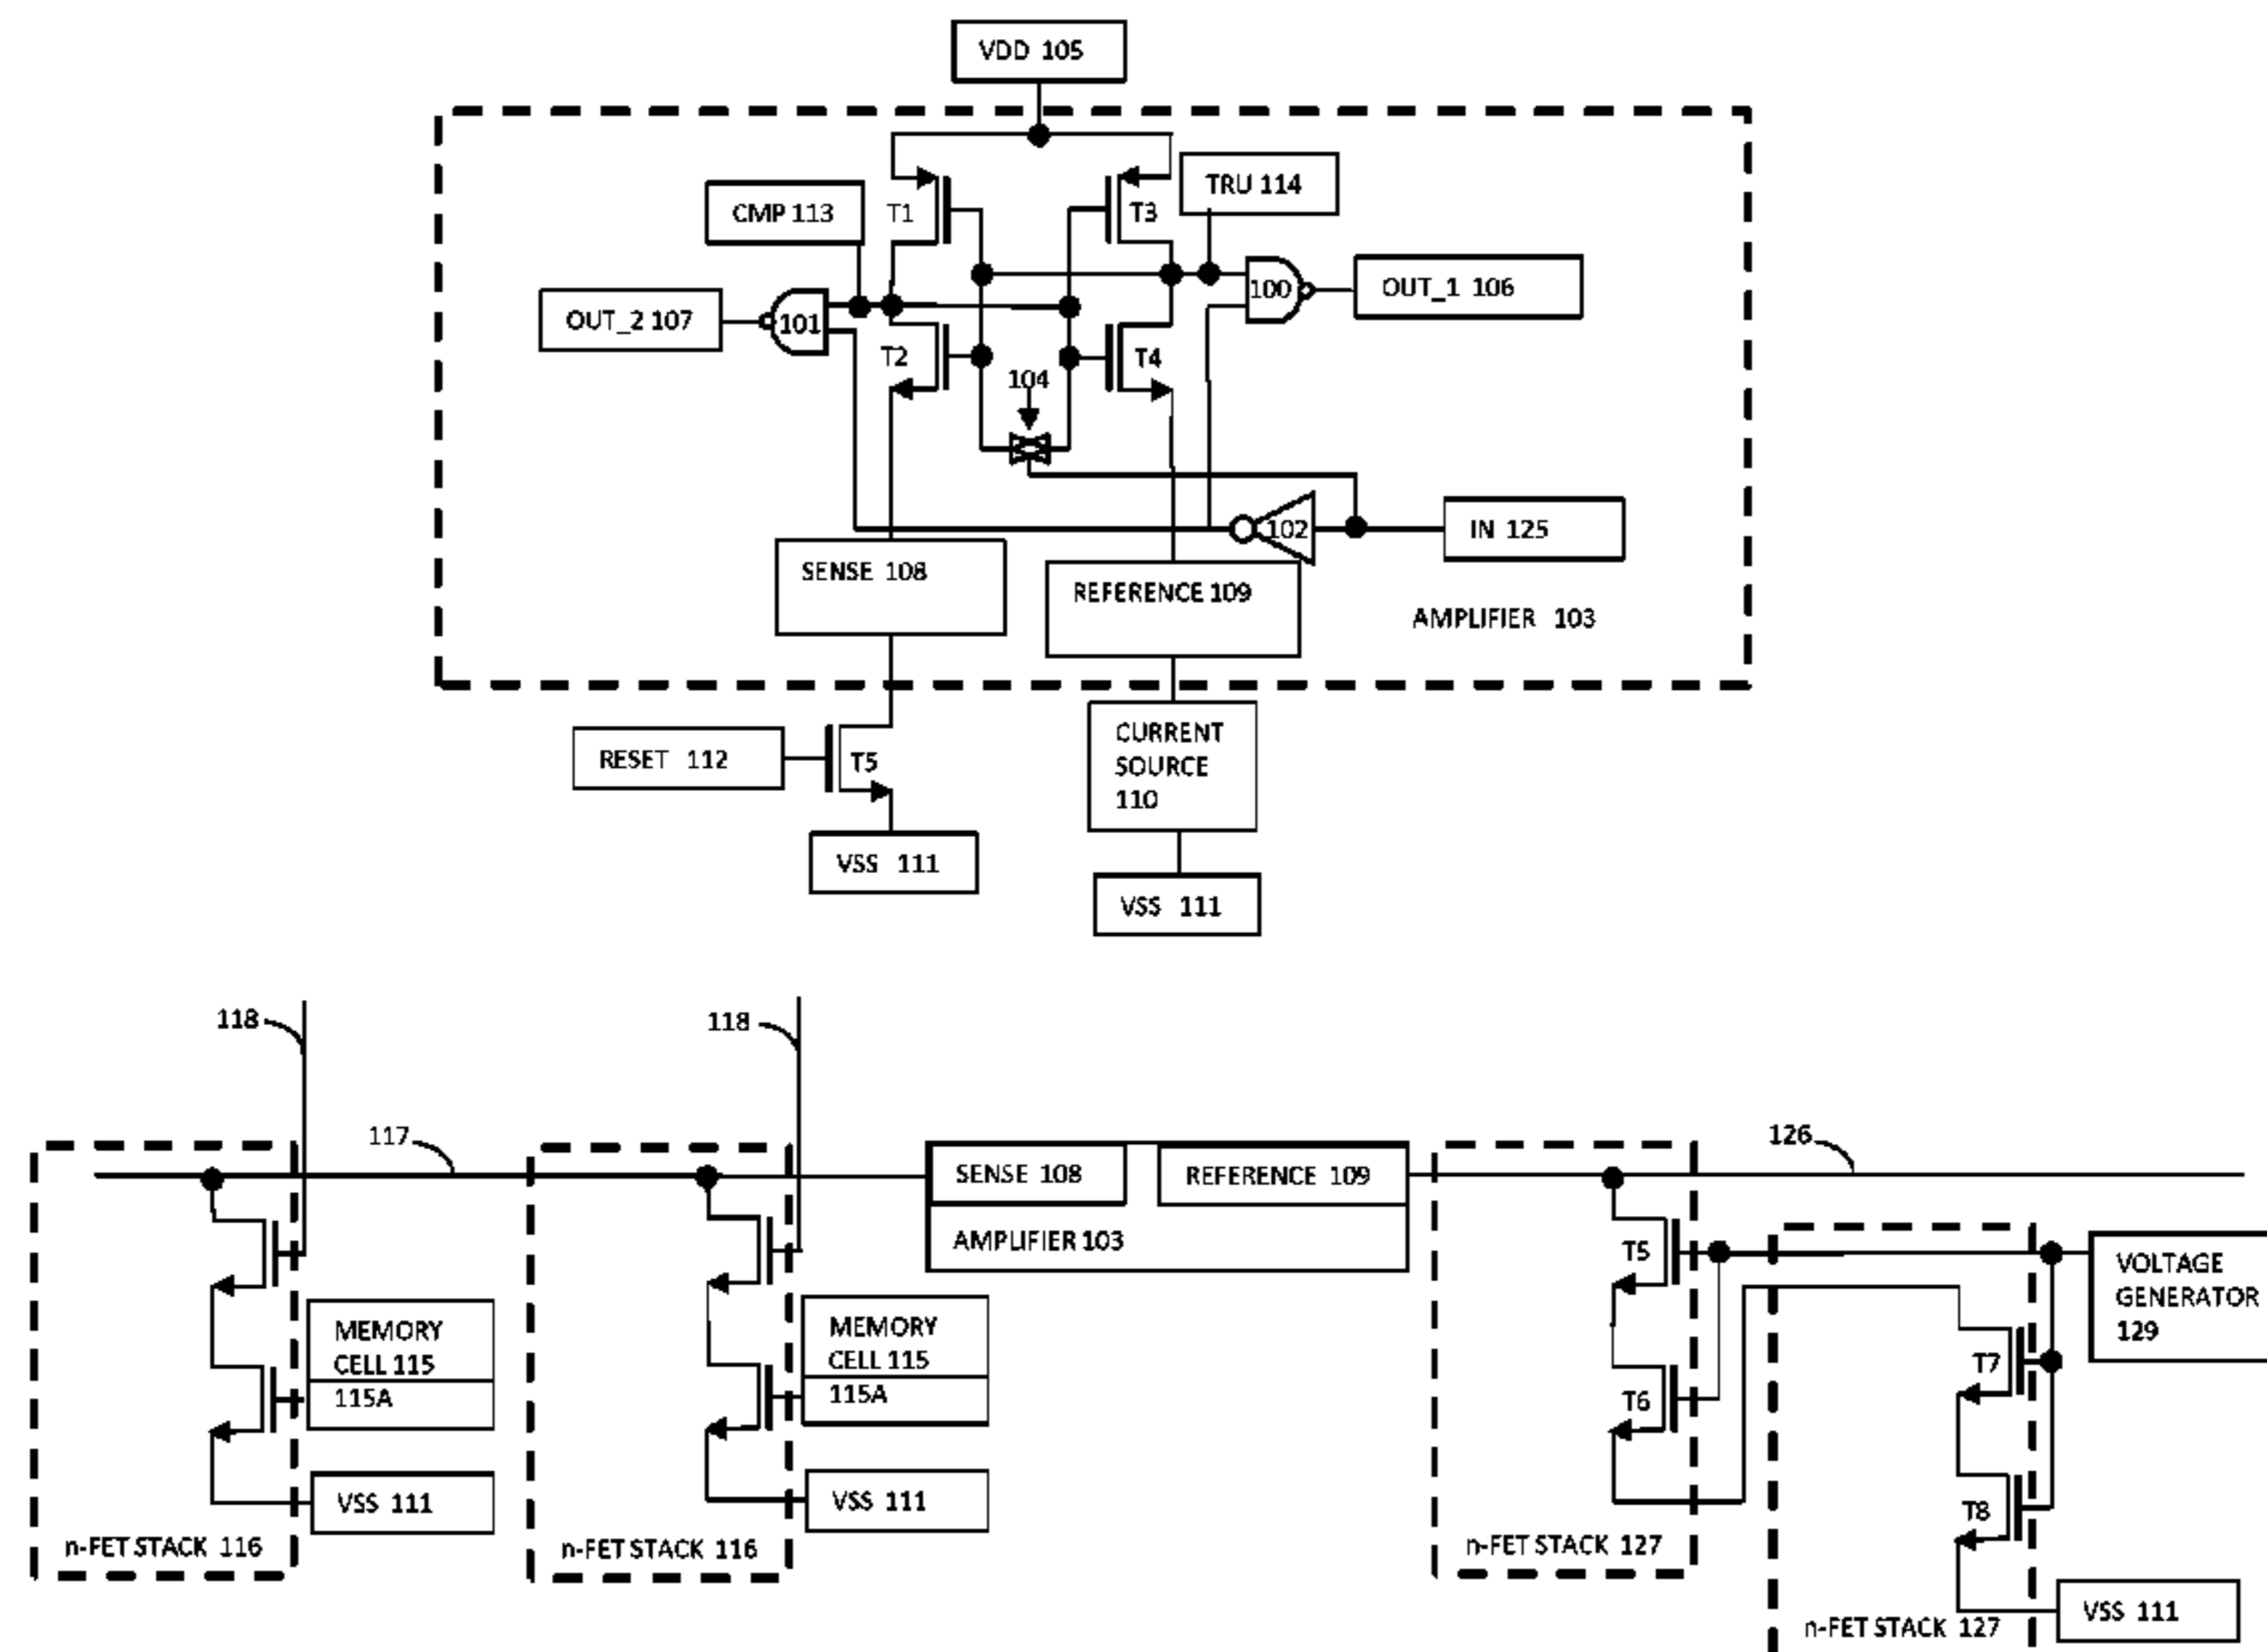 VDD 105
CMP 113
T1
T3
TRU 114
OUT_2 107
101
100
OUT_1 106
T2
T4
104
102
IN 125
SENSE 108
REFERENCE 109
AMPLIFIER 103
RESET 112
T5
CURRENT
SOURCE
110
VSS 111
VSS 111
118
118
117
126
SENSE 108
REFERENCE 109
AMPLIFIER 103
T5
VOLTAGE
GENERATOR
129
MEMORY
CELL 115
115A
MEMORY
CELL 115
115A
T6
T7
T8
VSS 111
VSS 111
VSS 111
n-FET STACK 116
n-FET STACK 116
n-FET STACK 127
n-FET STACK 127